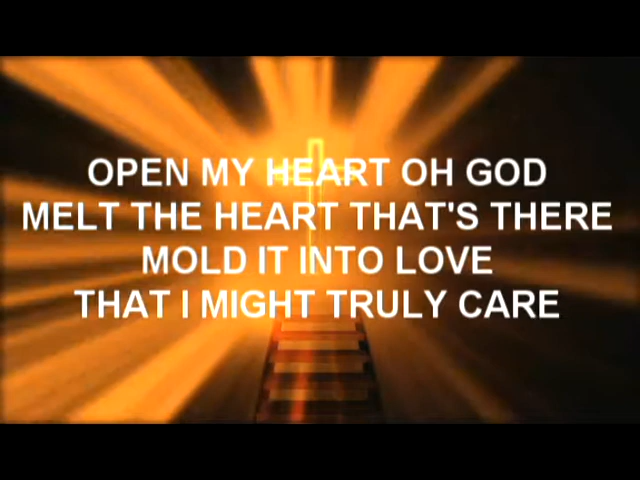 OPEN MY HEART OH GOD
MELT THE HEART THAT'S THERE
MOLD IT INTO LOVE
THAT I MIGHT TRULY CARE